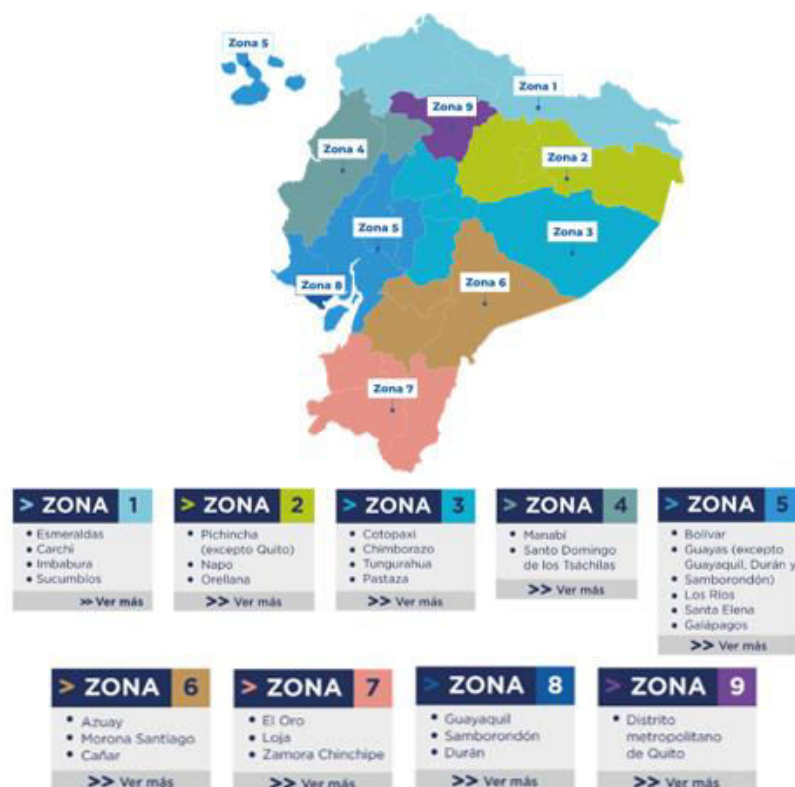 Zona 5
Zona 1
Zona 9
Zona 4
Zona 2
Zona 5
Zona 3
Zona 8
Zona 6
Zona 7
> ZONA 1
• Esmeraldas
• Carchi
• Imbabura
• Sucumbíos
>> Ver más
> ZONA 2
• Pichincha
(excepto Quito)
• Napo
• Orellana
>> Ver más
> ZONA 3
• Cotopaxi
• Chimborazo
• Tungurahua
• Pastaza
>> Ver más
> ZONA 4
• Manabí
• Santo Domingo
de los Tsáchilas
>> Ver más
> ZONA 5
• Bolívar
• Guayas (excepto
Guayaquil, Durán y
• Samborondón)
• Los Ríos
• Santa Elena
• Galápagos
>> Ver más
> ZONA 6
• Azuay
• Morona Santiago
• Cañar
>> Ver más
> ZONA 7
• El Oro
• Loja
• Zamora Chinchipe
>> Ver más
> ZONA 8
• Guayaquil
• Samborondón
• Durán
>> Ver más
> ZONA 9
• Distrito
metropolitano
de Quito
>> Ver más